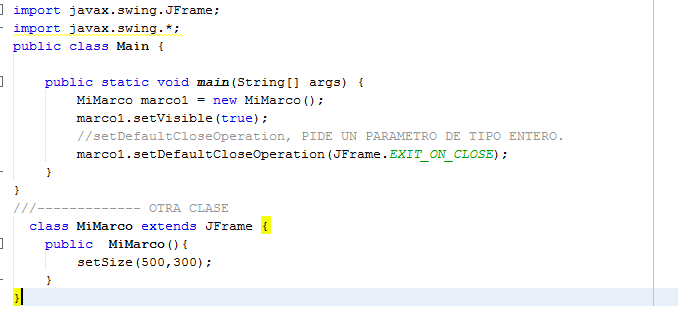 import javax.swing.JFrame;
import javax.swing.*;
public class Main {
public static void main(String[] args) {
MiMarco marco1 = new MiMarco();
marco1.setVisible(true);
//setDefaultCloseOperation, PIDE UN PARAMETRO DE TIPO ENTERO.
marco1.setDefaultCloseOperation(JFrame.EXIT_ON_CLOSE);
}
}
///------------- OTRA CLASE
class MiMarco extends JFrame {
public  MiMarco(){
setSize(500,300);
}
}